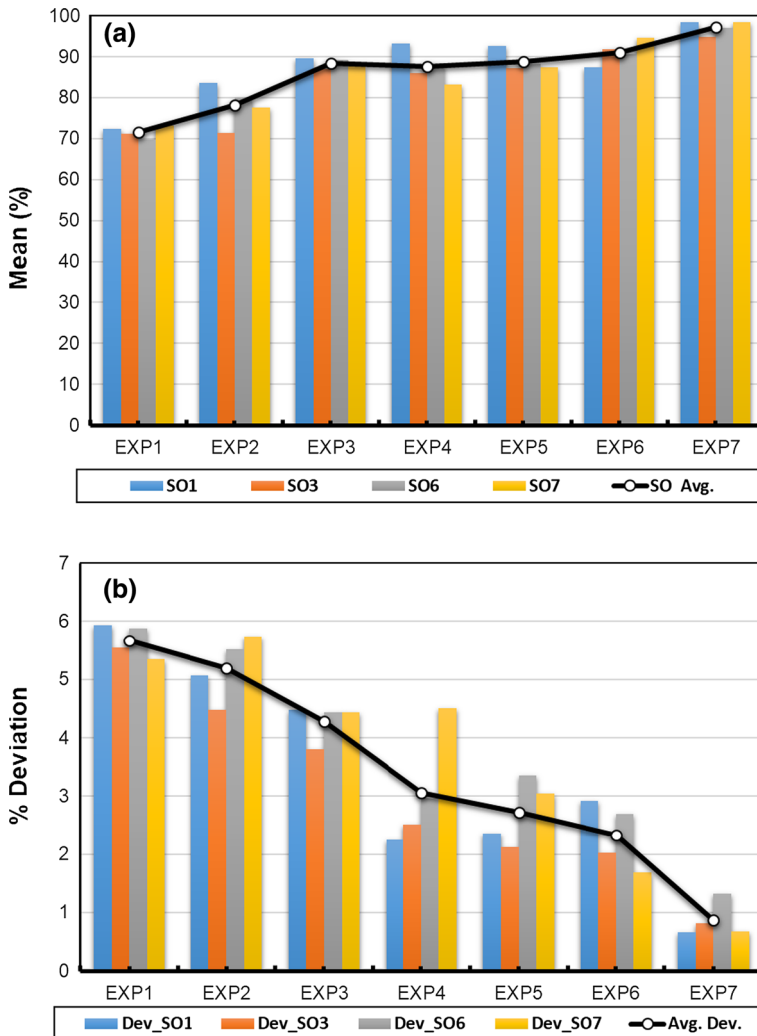 (a)
Mean (%)
100
90
80
70
60
50
40
30
20
10
0
EXP1 EXP2 EXP3 EXP4 EXP5 EXP6 EXP7
SO1 SO3 SO6 SO7 SO Avg.
(b)
% Deviation
7
6
5
4
3
2
1
0
EXP1 EXP2 EXP3 EXP4 EXP5 EXP6 EXP7
Dev_SO1 Dev_SO3 Dev_SO6 Dev_SO7 Avg. Dev.